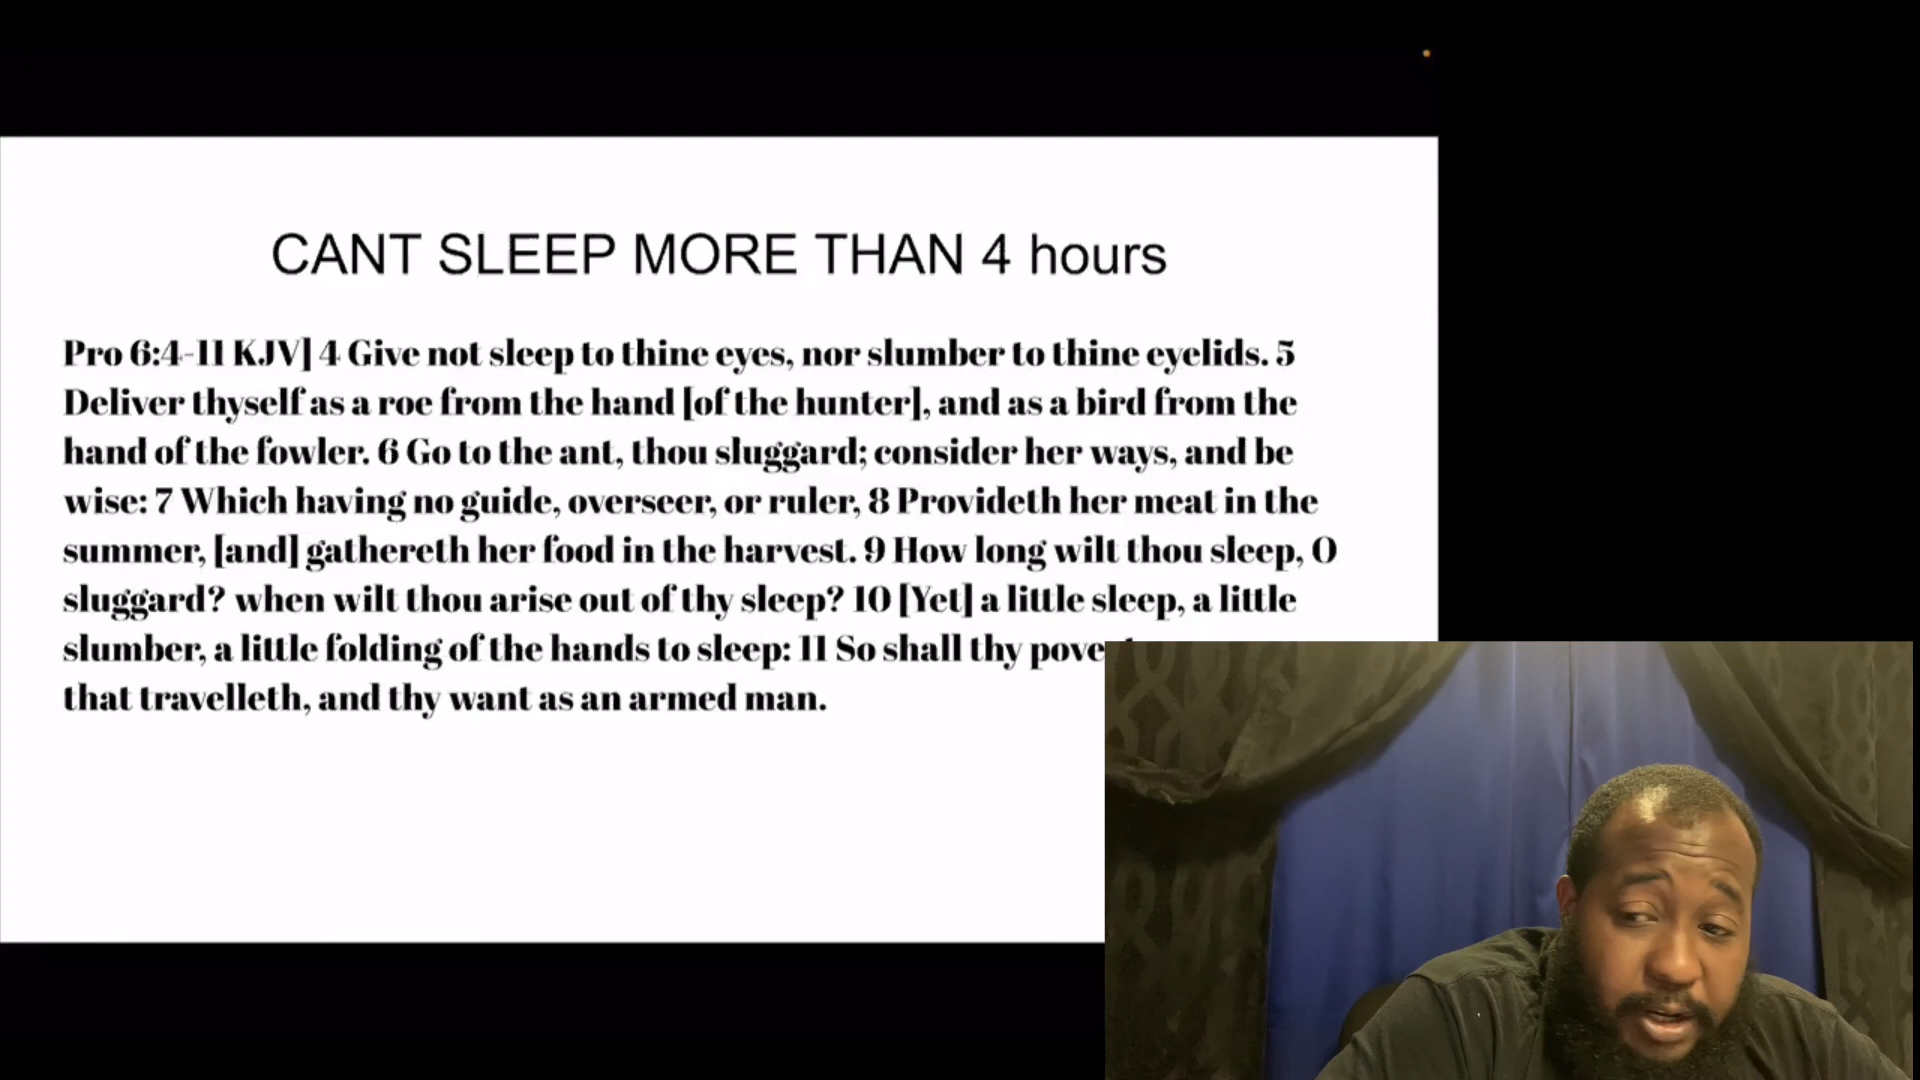 CANT SLEEP MORE THAN 4 hours
Pro 6:4-11 KJV] 4 Give not sleep to thine eyes, nor slumber to thine eyelids. 5
Deliver thyself as a roe from the hand [of the hunter], and as a bird from the
hand of the fowler. 6 Go to the ant, thou sluggard; consider her ways, and be
wise: 7 Which having no guide, overseer, or ruler, 8 Provideth her meat in the
summer, [and] gathereth her food in the harvest. 9 How long wilt thou sleep, O
sluggard? when wilt thou arise out of thy sleep? 10 [Yet] a little sleep, a little
slumber, a little folding of the hands to sleep: 11 So shall thy
that travelleth, and thy want as an armed man.